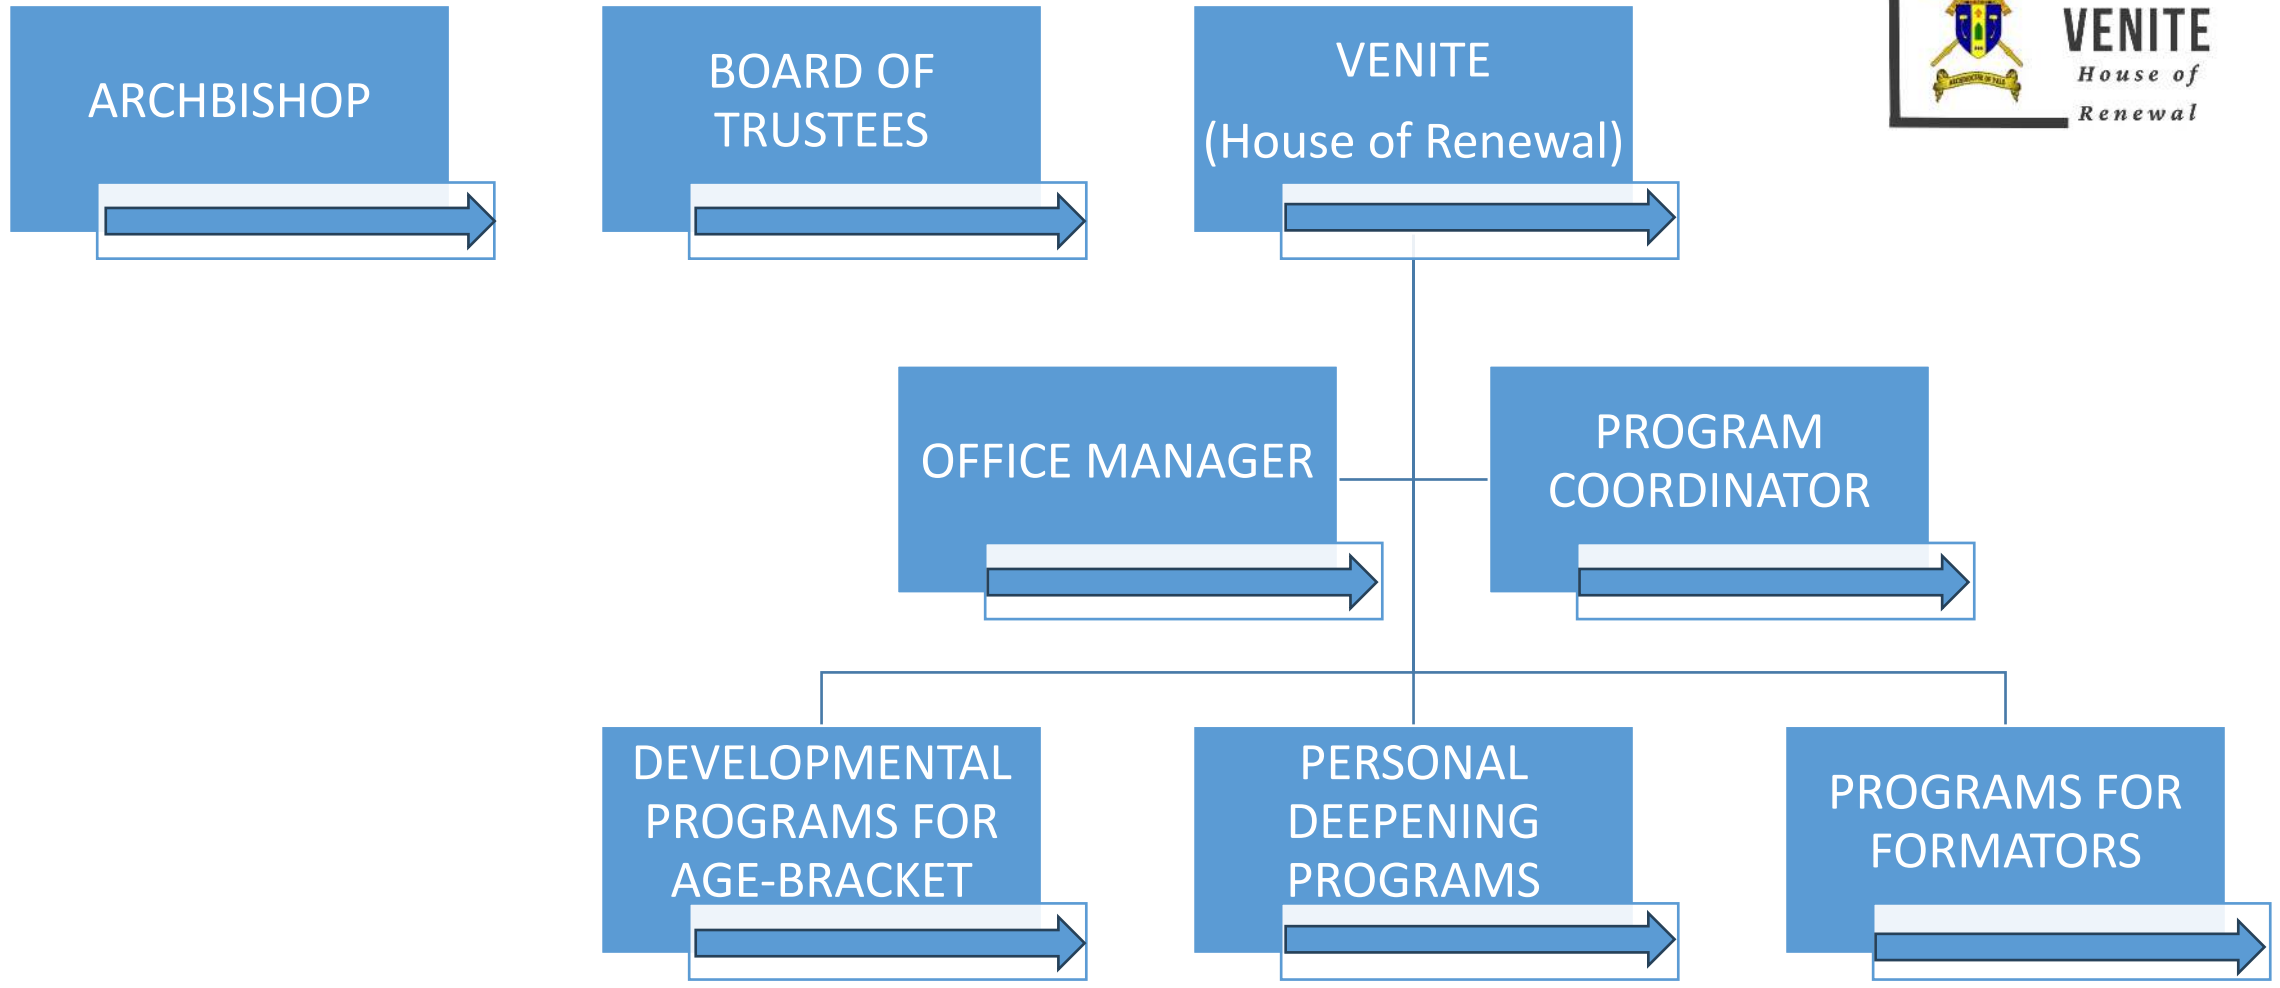 ARCHBISHOP
BOARD OF
TRUSTEES
VENITE
(House of Renewal)
VENITE
House of
Renewal
OFFICE MANAGER
PROGRAM
COORDINATOR
DEVELOPMENTAL
PROGRAMS FOR
AGE-BRACKET
PERSONAL
DEEPENING
PROGRAMS
PROGRAMS FOR
FORMATORS